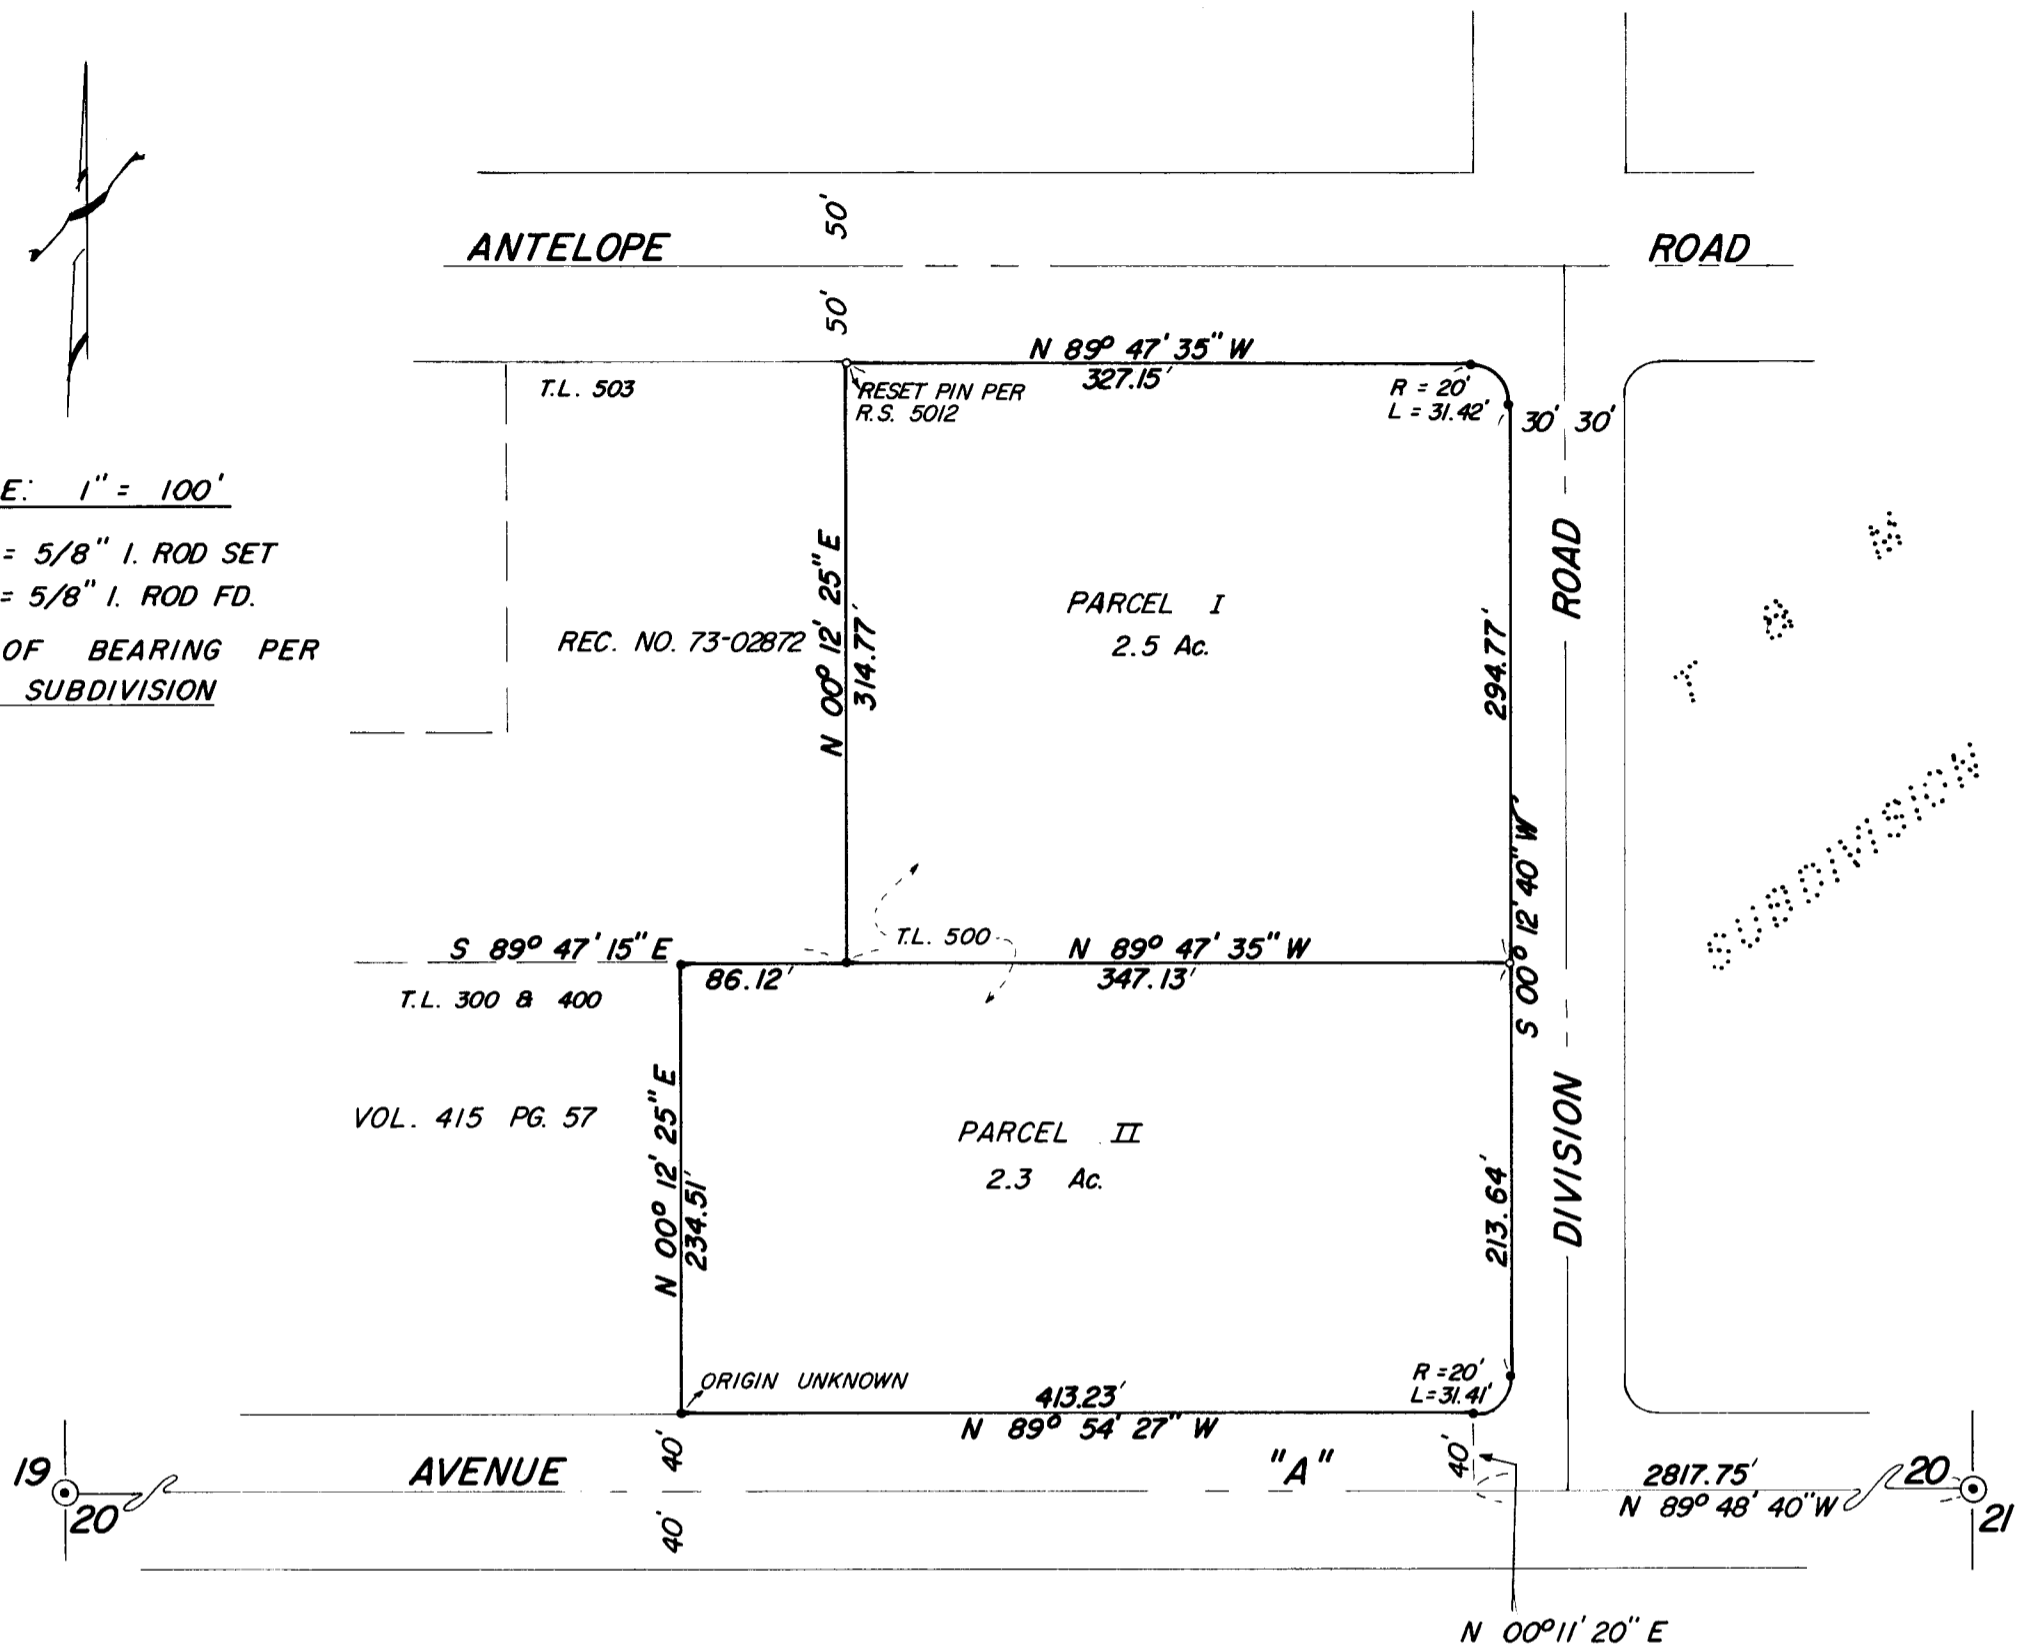 50'
ANTELOPE ROAD
50'
N 89° 47' 35" W
327.15'
T.L. 503
RESET PIN PER
R.S. 5012
R = 20'
L = 31.42'
30' 30'
E: 1" = 100'
= 5/8" I. ROD SET
= 5/8" I. ROD FD.
OF BEARING PER
SUBDIVISION
REC. NO. 73-02872
N 00° 12' 25" E
314.77'
PARCEL I
2.5 Ac.
294.77'
ROAD
T B M
SUBDIVISION
S 00° 12' 40" W
S 89° 47' 15" E
86.12'
T.L. 500
N 89° 47' 35" W
347.13'
T.L. 300 & 400
VOL. 415 PG. 57
N 00° 12' 25" E
234.51'
PARCEL II
2.3 Ac.
213.64'
DIVISION
ORIGIN UNKNOWN
R = 20'
L = 31.41'
413.23'
N 89° 54' 27" W
40'
40'
AVENUE "A"
40'
19
20
2817.75'
N 89° 48' 40" W
20
21
N 00° 11' 20" E